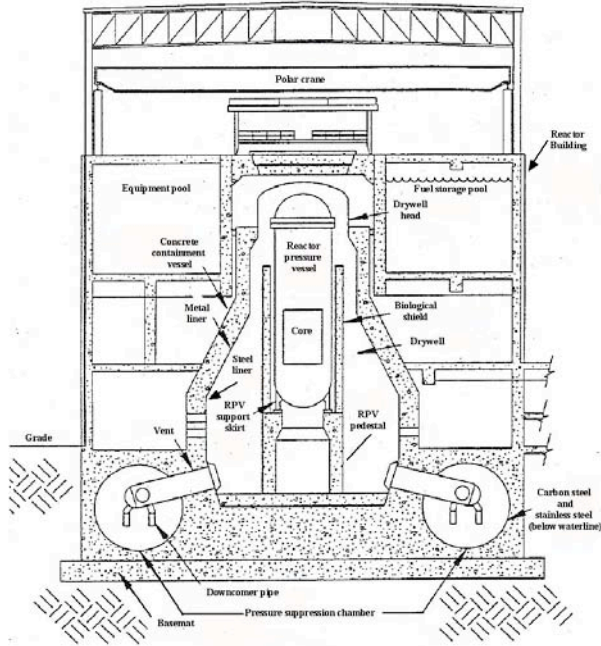 Polar crane
Reactor
Building
Equipment pool
Fuel storage pool
Drywell
head
Concrete
containment
vessel
Reactor
pressure
vessel
Metal
liner
Biological
shield
Core
Drywell
Steel
liner
RPV
support
skirt
RPV
pedestal
Grade
Vent
Carbon steel
and
stainless steel
(below waterline)
Downcomer pipe
Pressure suppression chamber
Basemat